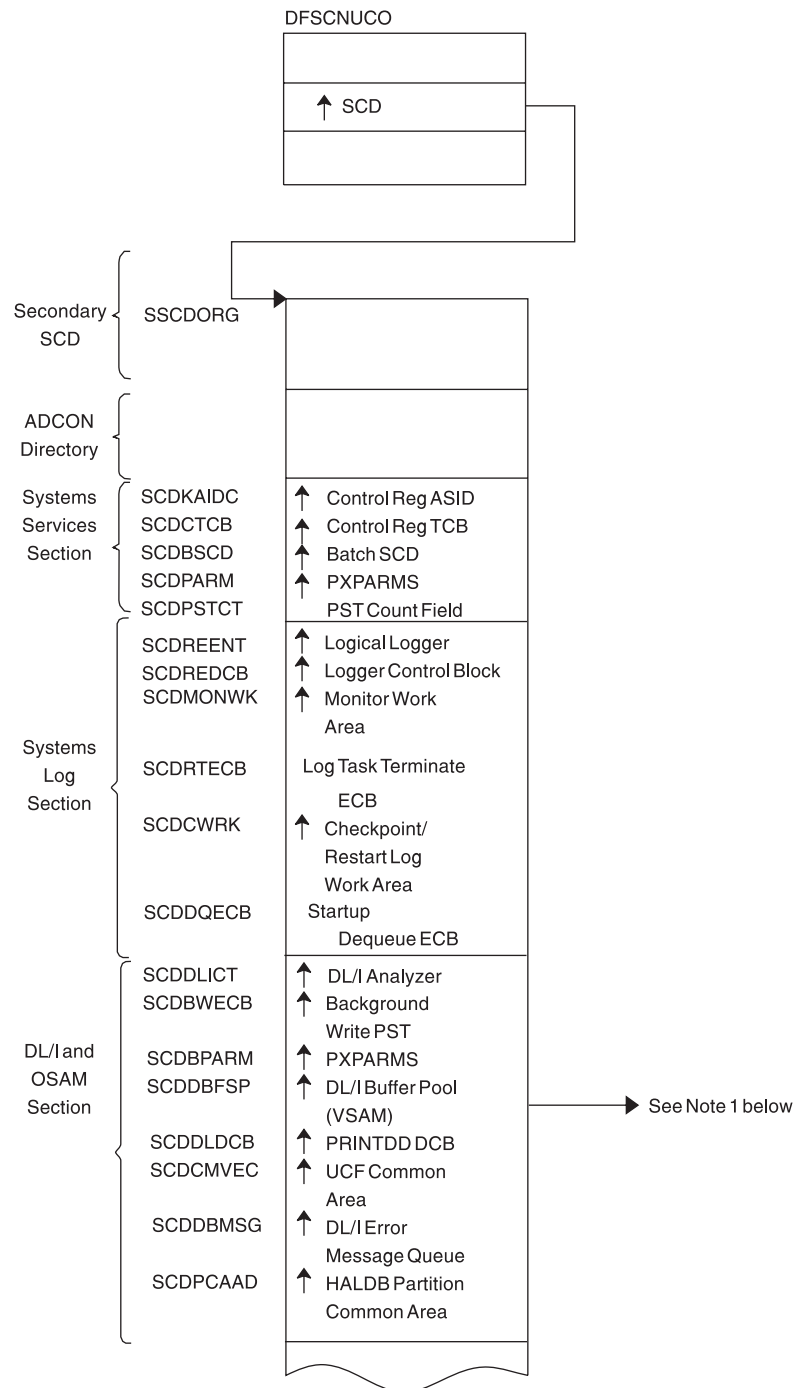 DFSCNUCO
↑ SCD
Secondary
SCD
SSCDORG
ADCON
Directory
Systems
Services
Section
SCDKAIDC ↑ Control Reg ASID
SCDCTCB ↑ Control Reg TCB
SCDBSCD ↑ Batch SCD
SCDPARM ↑ PXPARMS
SCDPSTCT PST Count Field
Systems
Log
Section
SCDREENT ↑ Logical Logger
SCDREDCB ↑ Logger Control Block
SCDMONWK ↑ Monitor Work
Area
SCDRTECB Log Task Terminate
ECB
SCDCWRK ↑ Checkpoint/
Restart Log
Work Area
SCDDQECB Startup
Dequeue ECB
DL/I and
OSAM
Section
SCDDLICT ↑ DL/I Analyzer
SCDBWECB ↑ Background
Write PST
SCDBPARM ↑ PXPARMS
SCDDBFSP ↑ DL/I Buffer Pool
(VSAM)
SCDDLDCB ↑ PRINTDD DCB
SCDCMVEC ↑ UCF Common
Area
SCDDBMSG ↑ DL/I Error
Message Queue
SCDPCAAD ↑ HALDB Partition
Common Area
See Note 1 below